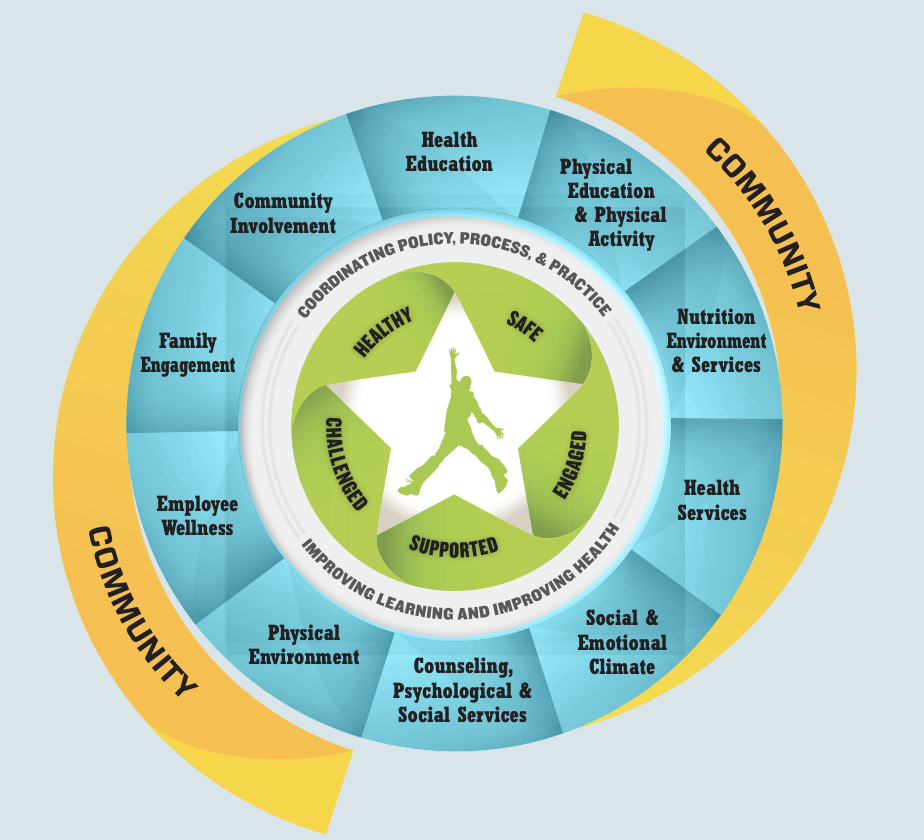 COMMUNITY
Health
Education
Physical
Education
& Physical
Activity
Nutrition
Environment
& Services
Health
Services
Social &
Emotional
Climate
Counseling,
Psychological &
Social Services
Physical
Environment
Employee
Wellness
Family
Engagement
Community
Involvement
COMMUNITY
COORDINATING POLICY, PROCESS, & PRACTICE
IMPROVING LEARNING AND IMPROVING HEALTH
HEALTHY
SAFE
ENGAGED
SUPPORTED
CHALLENGED